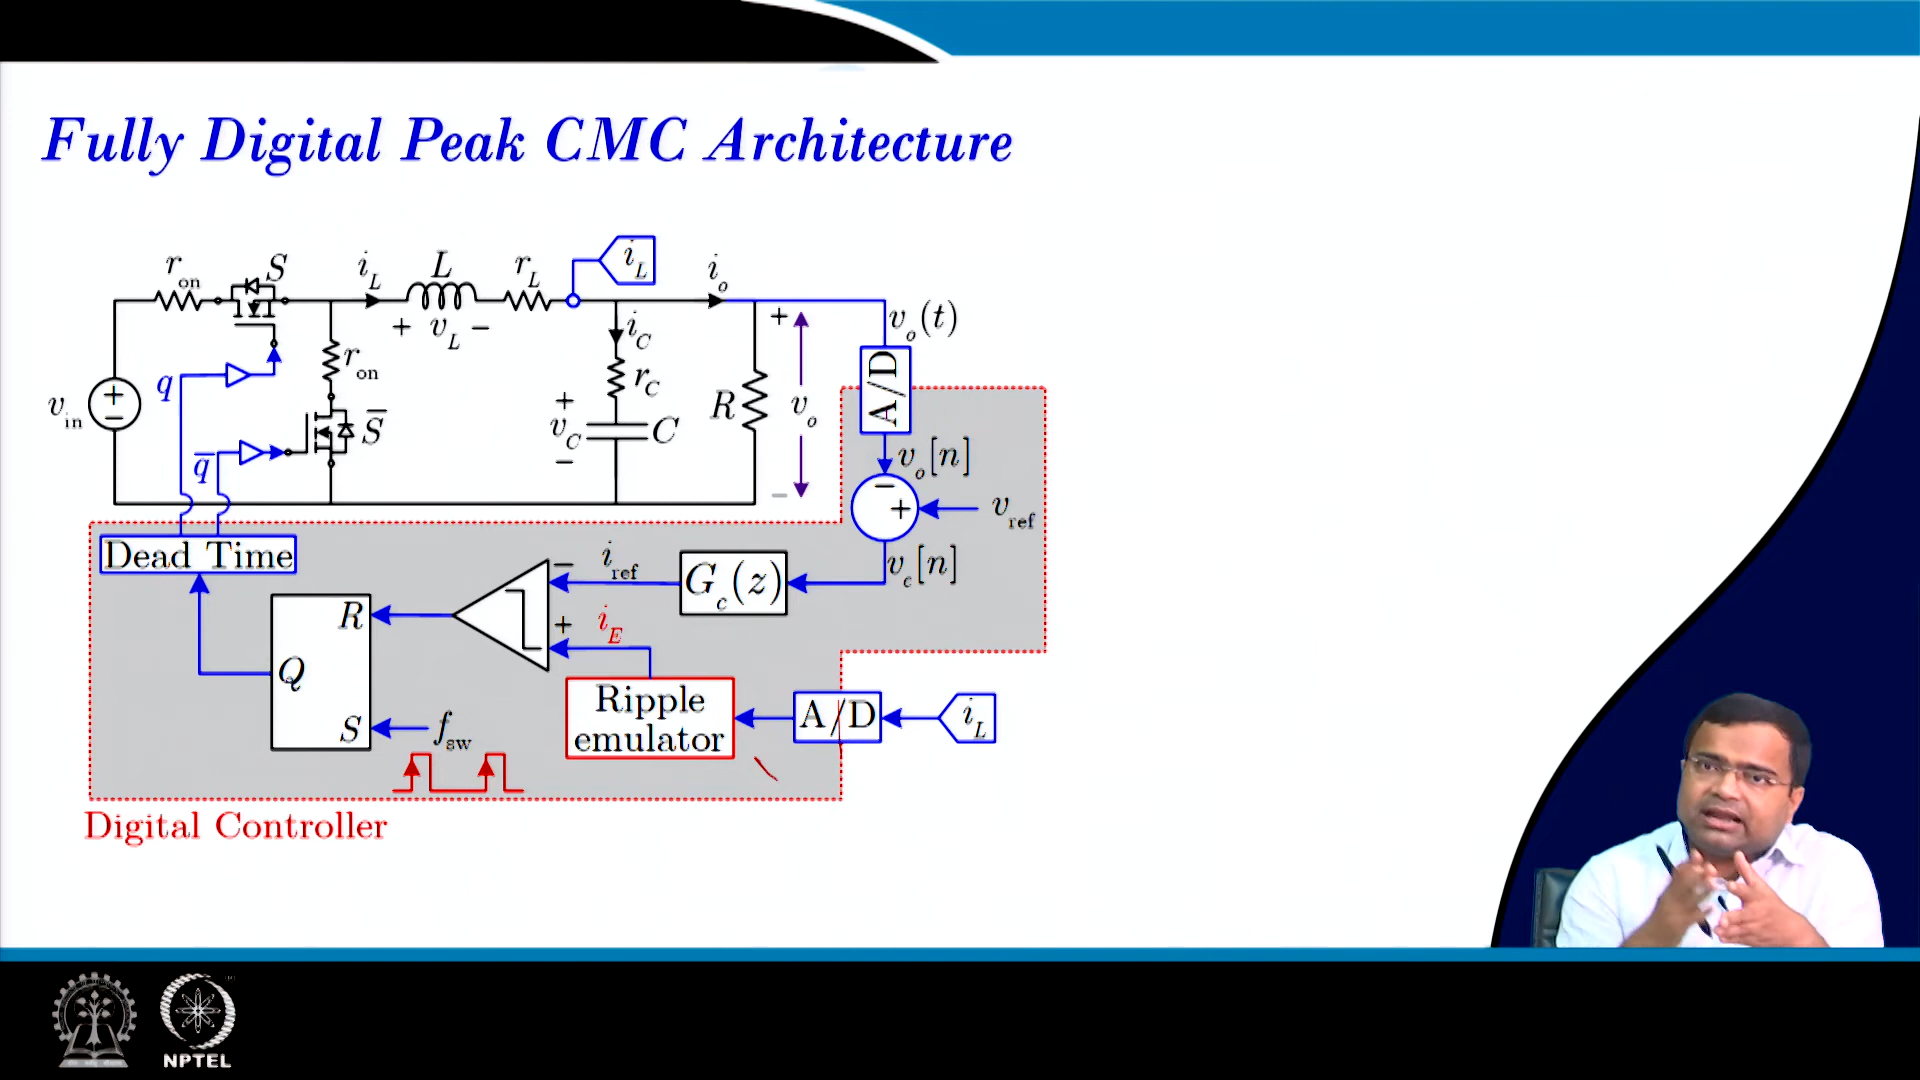 Fully Digital Peak CMC Architecture
r_on S i_L L r_L i_L i_o
+ v_L − i_C + v_o(t)
q r_on r_C A/D
v_in + − S̅ + v_C − C R v_o
q̅ − v_o[n]
− + v_ref
Dead Time − i_ref G_c(z) v_e[n]
R + i_E
Q Ripple
emulator A/D i_L
S f_sw
Digital Controller
NPTEL